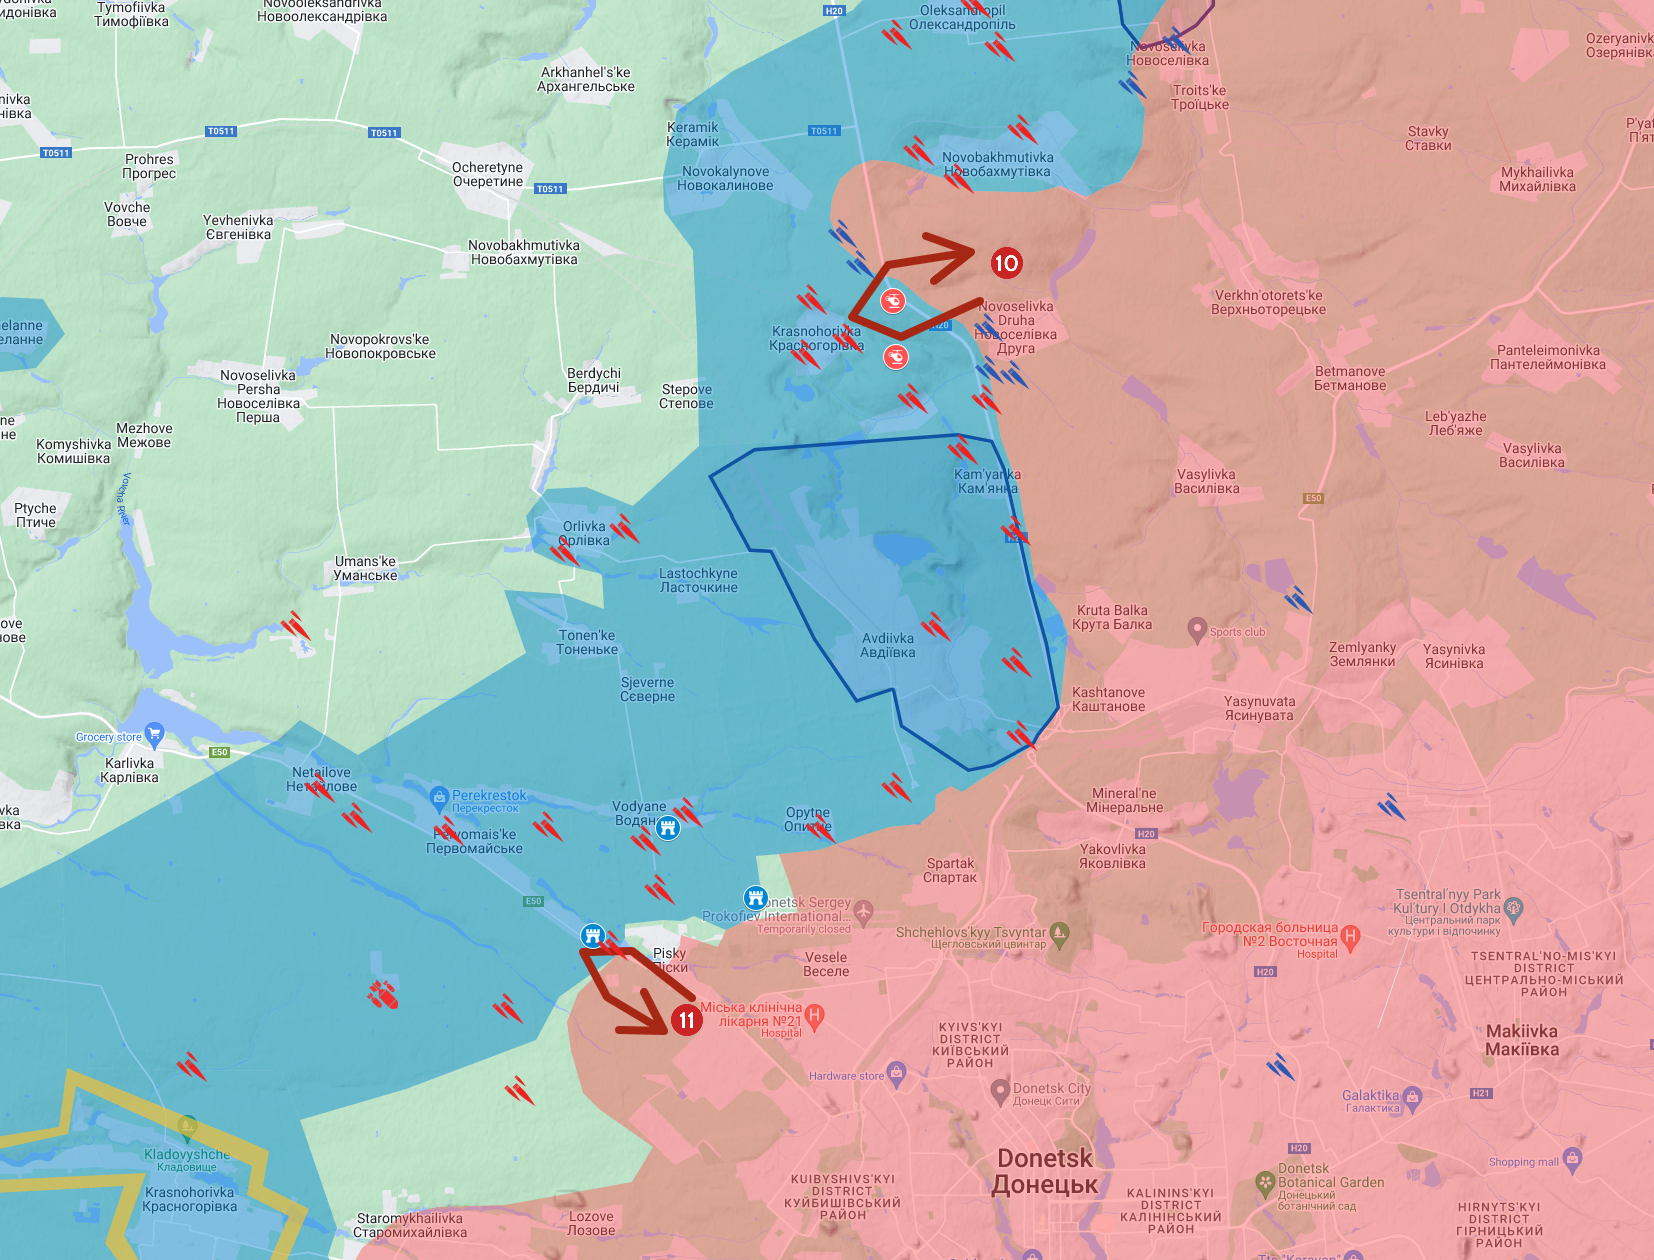 Tymofiivka
Тимофіївка
Novooleksandrivka
Новоолександрівка
H20
Oleksandropil
Олександропіль
Novoselivka
Новоселівка
Ozeryanivk
Озерянівк
Arkhanhel's'ke
Архангельське
Troits'ke
Троїцьке
Keramik
Керамік
T0511
T0511
T0511
T0511
T0511
Stavky
Ставки
Prohres
Прогрес
Ocheretyne
Очеретине
Novokalynove
Новокалинове
Novobakhmutivka
Новобахмутівка
Mykhailivka
Михайлівка
Vovche
Вовче
Yevhenivka
Євгенівка
Novobakhmutivka
Новобахмутівка
10
Verkhn'otorets'ke
Верхньоторецьке
Novoselivka
Druha
Новоселівка
Друга
H20
Krasnohorivka
Красногорівка
elanne
еланне
Novopokrovs'ke
Новопокровське
Panteleimonivka
Пантелеймонівка
Novoselivka
Persha
Новоселівка
Перша
Berdychi
Бердичі
Stepove
Степове
Betmanove
Бетманове
Leb'yazhe
Леб'яже
Mezhove
Межове
Komyshivka
Комишівка
Vasylivka
Василівка
Kam'yanka
Кам'янка
Vasylivka
Василівка
E50
Vovcha River
Ptyche
Птиче
Orlivka
Орлівка
Umans'ke
Уманське
Lastochkyne
Ласточкине
Kruta Balka
Крута Балка
Sports club
Avdiivka
Авдіївка
Tonen'ke
Тоненьке
Zemlyanky
Землянки
Yasynivka
Ясинівка
Sjeverne
Сєверне
Kashtanove
Каштанове
Yasynuvata
Ясинувата
Grocery store
E50
Karlivka
Карлівка
Netailove
Нетайлове
Perekrestok
Перекресток
Pervomais'ke
Первомайське
Vodyane
Opytne
Опитне
Mineral'ne
Мінеральне
H20
Yakovlivka
Яковлівка
Spartak
Спартак
E50
Donetsk Sergey
Prokofiev International...
Temporarily closed
Tsentral'nyy Park
Kul'tury I Otdykha
Центральний парк
культури і відпочинку
Shchehlovs'kyy Tsvyntar
Щегловський цвинтар
Городская больница
№2 Восточная
Hospital
Pisky
Піски
Vesele
Веселе
H20
TSENTRAL'NO-MIS'KYI
DISTRICT
ЦЕНТРАЛЬНО-МІСЬКИЙ
РАЙОН
11
Міська клінічна
лікарня №21
Hospital
KYIVS'KYI
DISTRICT
КИЇВСЬКИЙ
РАЙОН
Makiivka
Макіївка
Hardware store
Donetsk City
Донецк Сити
Galaktika
Галактика
H21
Kladovyshche
Кладовище
Donetsk
Донецьк
H20
Shopping mall
Donetsk
Botanical Garden
Донецький
ботанічний сад
Krasnohorivka
Красногорівка
KUIBYSHIVS'KYI
DISTRICT
КУЙБИШІВСЬКИЙ
РАЙОН
KALININS'KYI
DISTRICT
КАЛІНІНСЬКИЙ
РАЙОН
HIRNYTS'KYI
DISTRICT
ГІРНИЦЬКИЙ
РАЙОН
Staromykhailivka
Старомихайлівка
Lozove
Лозове